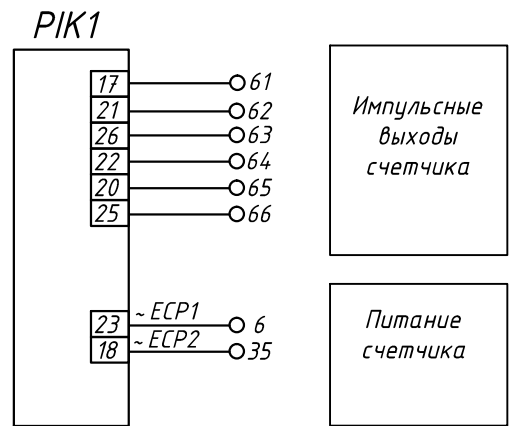 PIK1
17 61
21 62
26 63
22 64
20 65
25 66
Импульсные
выходы
счетчика
23 ~ ECP1 6
18 ~ ECP2 35
Питание
счетчика